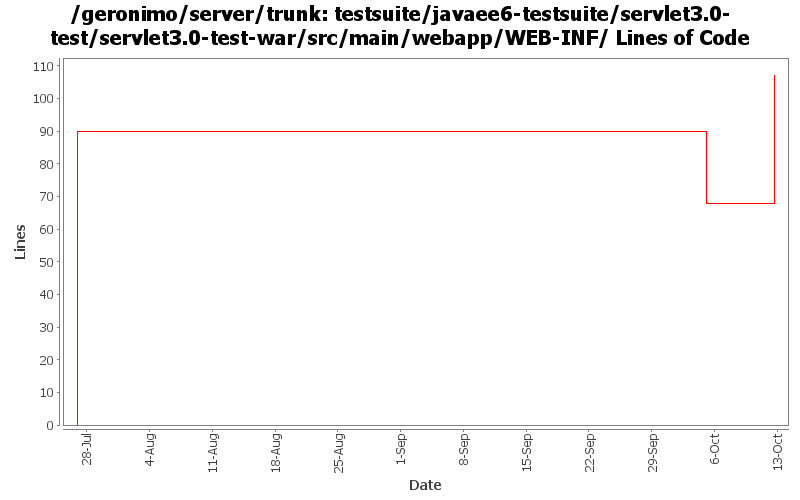 /geronimo/server/trunk: testsuite/javaee6-testsuite/servlet3.0-
test/servlet3.0-test-war/src/main/webapp/WEB-INF/ Lines of Code
110
100
90
80
70
60
50
40
30
20
10
0
Lines
28-Jul
4-Aug
11-Aug
18-Aug
25-Aug
1-Sep
8-Sep
15-Sep
22-Sep
29-Sep
6-Oct
13-Oct
Date